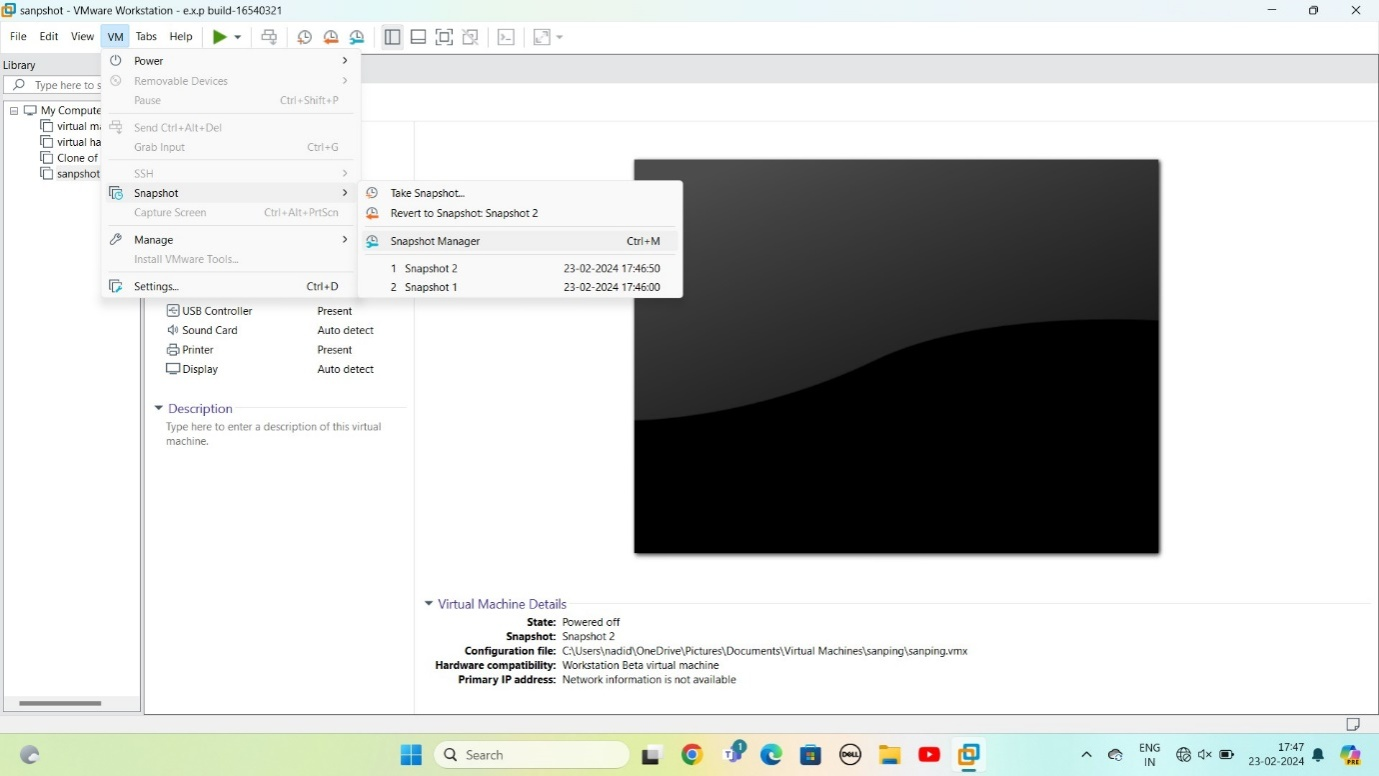 sanpshot - VMware Workstation - e.x.p build-16540321
File Edit View VM Tabs Help
Library
Type here to s
My Compute
virtual ma
virtual ha
Clone of
sanpshot
Power
Removable Devices
Pause Ctrl+Shift+P
Send Ctrl+Alt+Del
Grab Input Ctrl+G
SSH
Snapshot
Capture Screen Ctrl+Alt+PrtScn
Manage
Install VMware Tools...
Settings... Ctrl+D
Take Snapshot...
Revert to Snapshot: Snapshot 2
Snapshot Manager Ctrl+M
1 Snapshot 2 23-02-2024 17:46:50
2 Snapshot 1 23-02-2024 17:46:00
USB Controller Present
Sound Card Auto detect
Printer Present
Display Auto detect
Description
Type here to enter a description of this virtual
machine.
Virtual Machine Details
State: Powered off
Snapshot: Snapshot 2
Configuration file: C:\Users\nadid\OneDrive\Pictures\Documents\Virtual Machines\sanping\sanping.vmx
Hardware compatibility: Workstation Beta virtual machine
Primary IP address: Network information is not available
Search
1
DELL
ENG
IN
17:47
23-02-2024
PRE